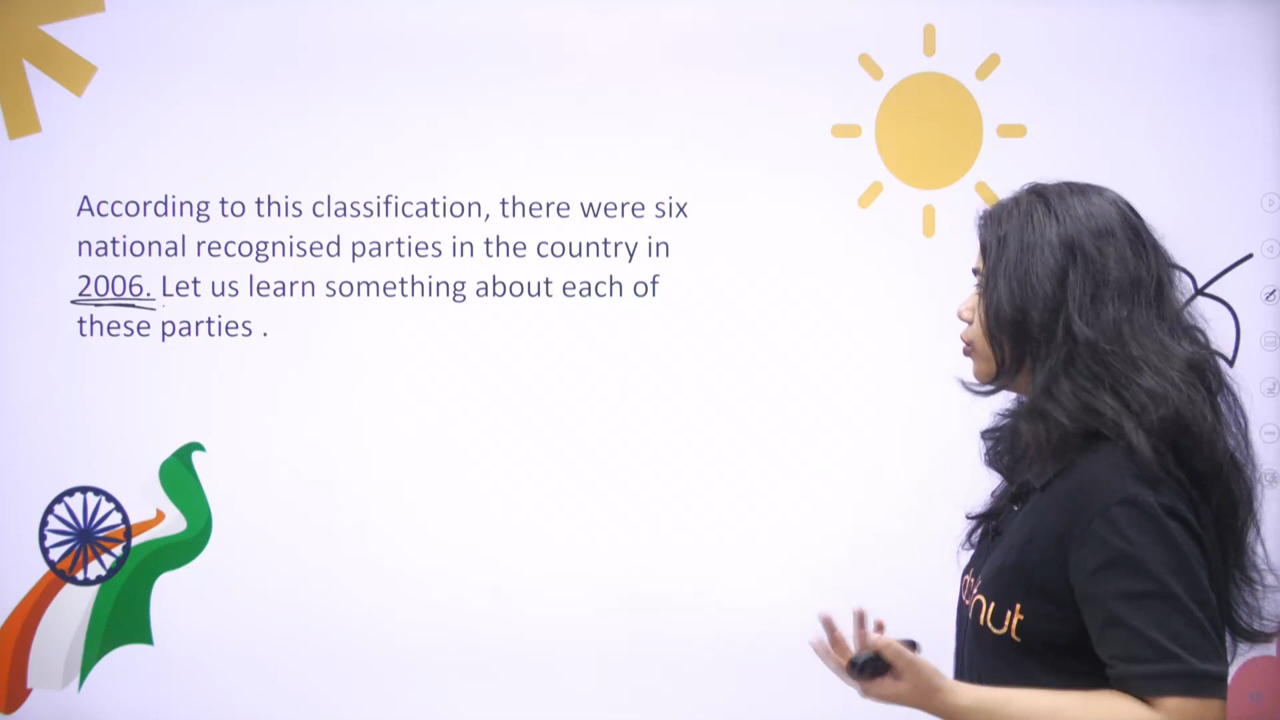 According to this classification, there were six
national recognised parties in the country in
2006. Let us learn something about each of
these parties .
nut